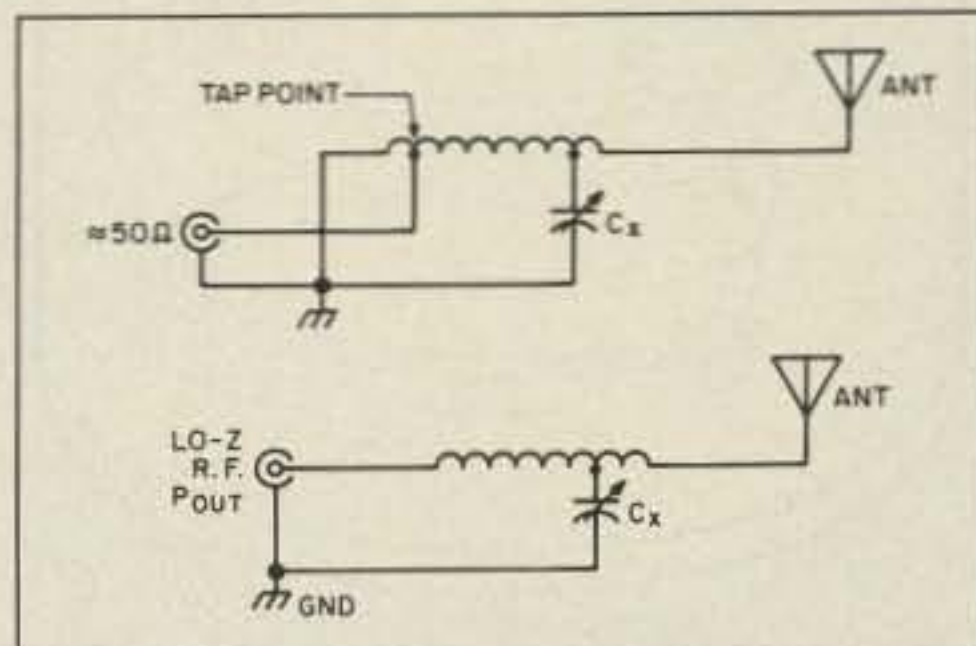 TAP POINT
ANT
≈50Ω
Cx
ANT
LO-Z
R.F.
POUT
Cx
GND